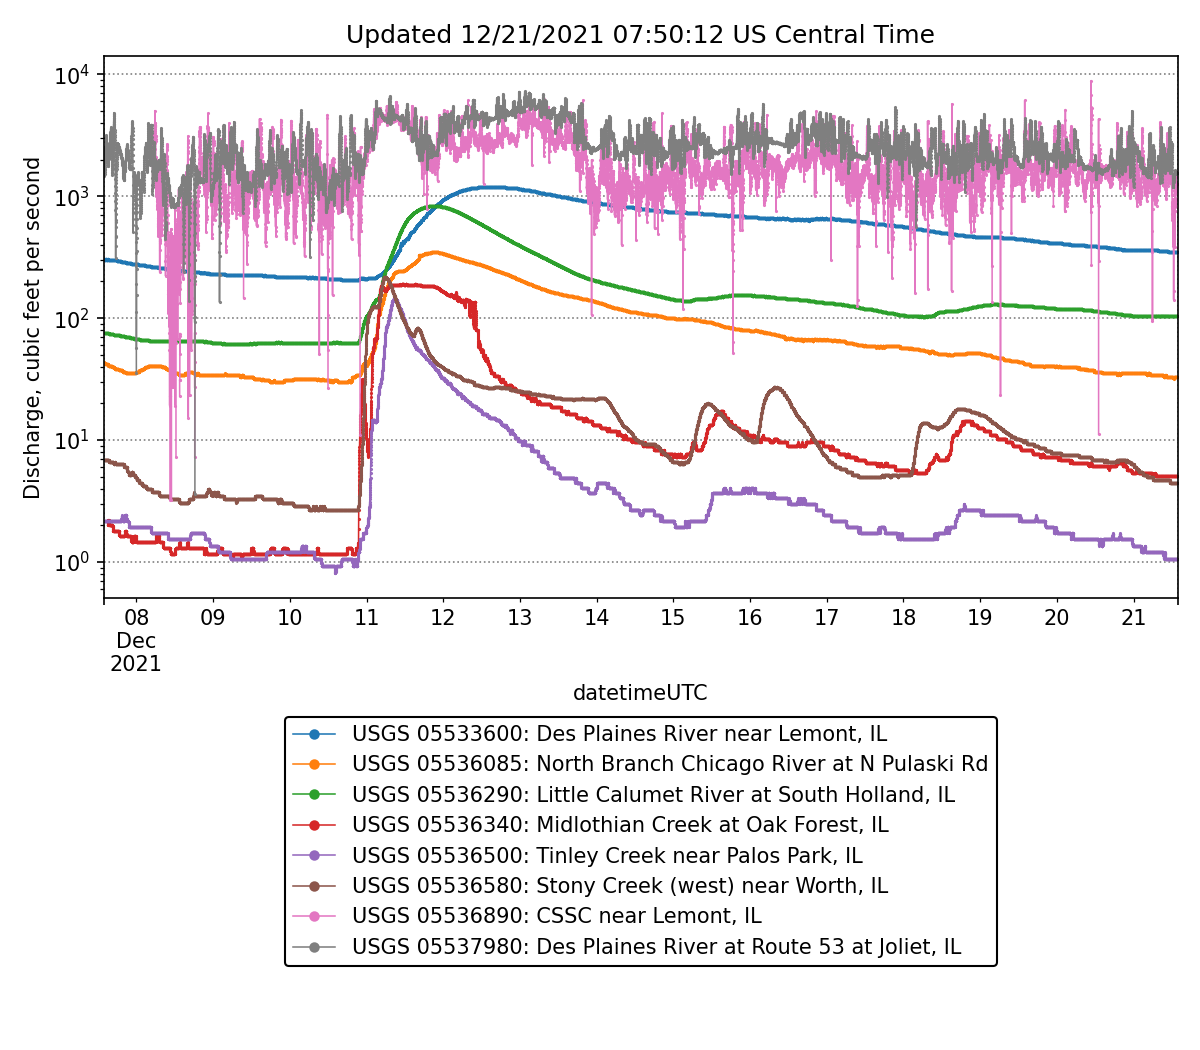 Updated 12/21/2021 07:50:12 US Central Time
10^4
10^3
10^2
10^1
10^0
Discharge, cubic feet per second
08 09 10 11 12 13 14 15 16 17 18 19 20 21
Dec
2021
datetimeUTC
USGS 05533600: Des Plaines River near Lemont, IL
USGS 05536085: North Branch Chicago River at N Pulaski Rd
USGS 05536290: Little Calumet River at South Holland, IL
USGS 05536340: Midlothian Creek at Oak Forest, IL
USGS 05536500: Tinley Creek near Palos Park, IL
USGS 05536580: Stony Creek (west) near Worth, IL
USGS 05536890: CSSC near Lemont, IL
USGS 05537980: Des Plaines River at Route 53 at Joliet, IL